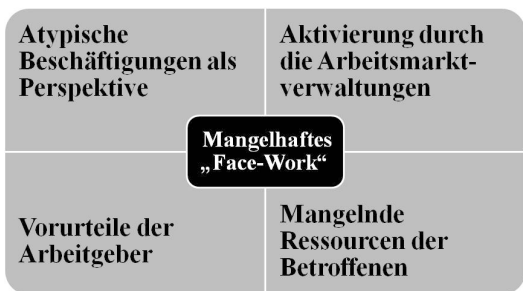 Atypische
Beschäftigungen als
Perspektive
Aktivierung durch
die Arbeitsmarkt-
verwaltungen
Mangelhaftes
„Face-Work“
Vorurteile der
Arbeitgeber
Mangelnde
Ressourcen der
Betroffenen